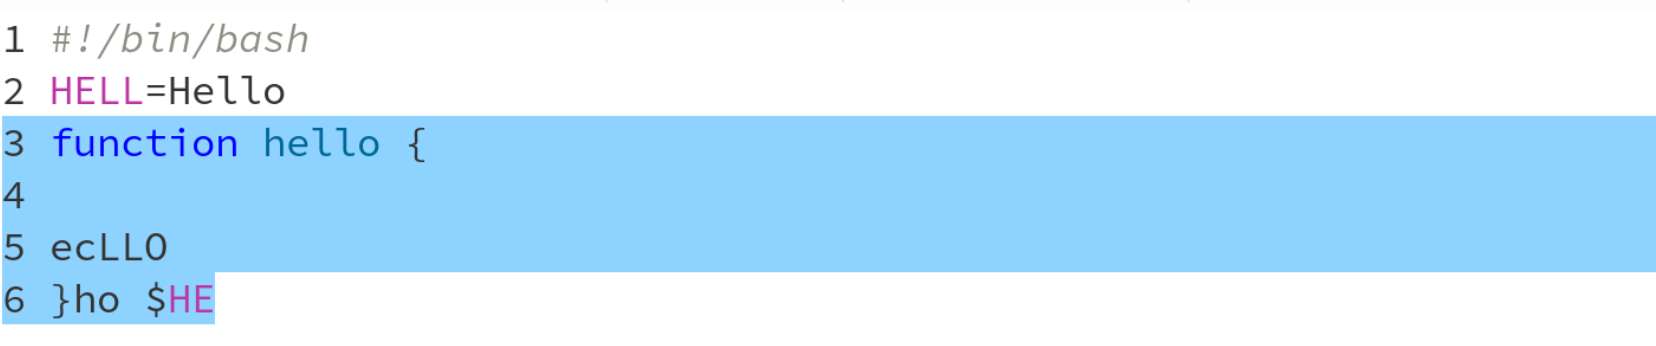 1 #!/bin/bash
2 HELL=Hello
3 function hello {
4
5 ecLLO
6 }ho $HE